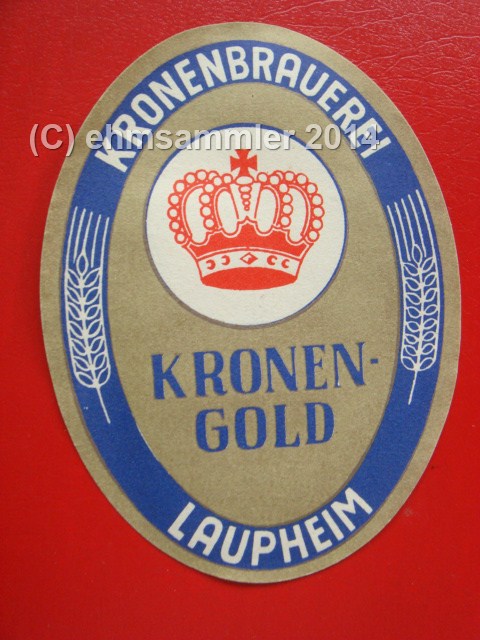 KRONENBRAUEREI
(C) ehmsammler 2014
KRONEN-
GOLD
LAUPHEIM